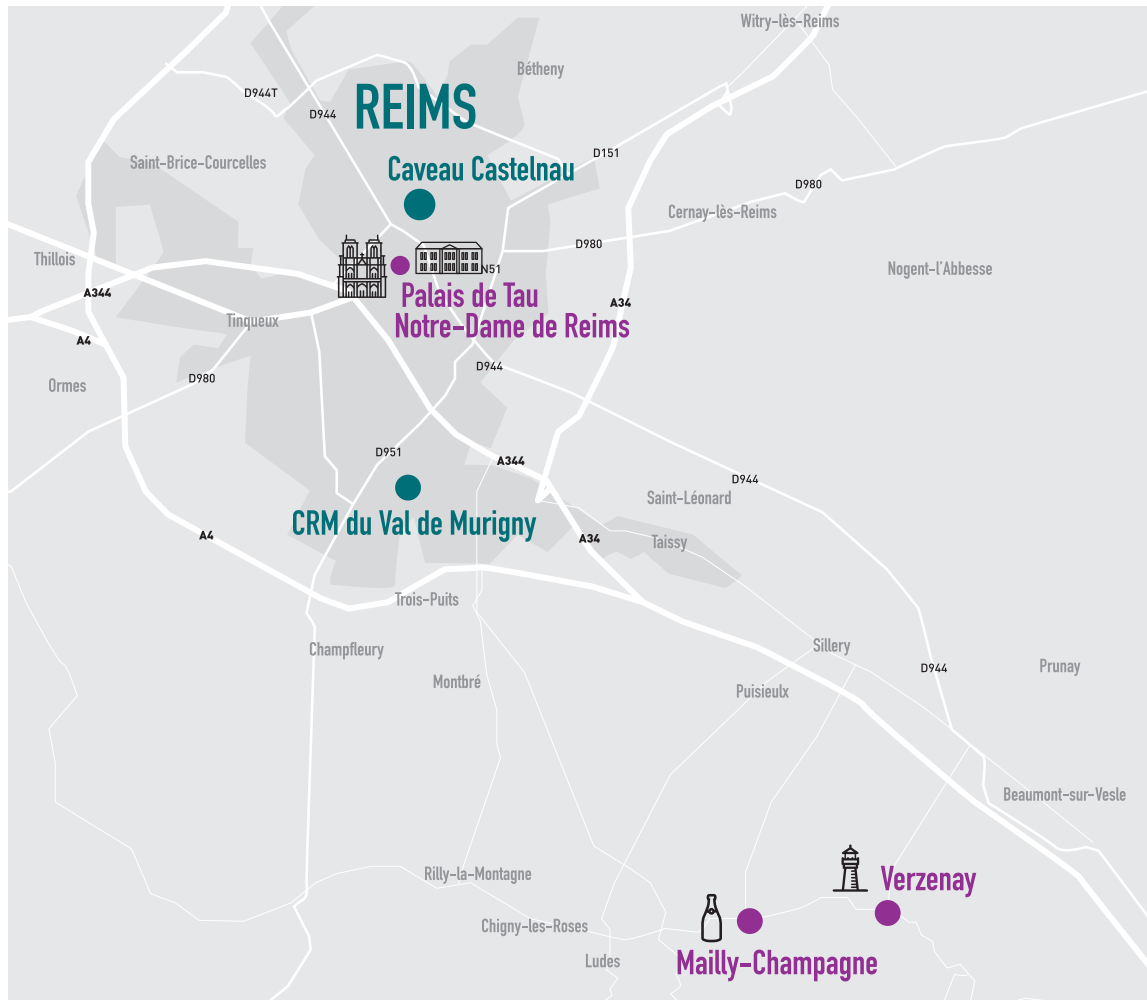 Witry-lès-Reims
Bétheny
D944T
D944
REIMS
D151
Saint-Brice-Courcelles
Caveau Castelnau
D980
Cernay-lès-Reims
D980
Thillois
N51
Nogent-l'Abbesse
A344
Palais de Tau
Notre-Dame de Reims
A34
Tinqueux
A4
D944
Ormes
D980
D951
A344
D944
Saint-Léonard
CRM du Val de Murigny
A4
A34
Taissy
Trois-Puits
Champfleury
Sillery
Montbré
D944
Prunay
Puisieulx
Beaumont-sur-Vesle
Rilly-la-Montagne
Verzenay
Chigny-les-Roses
Ludes
Mailly-Champagne